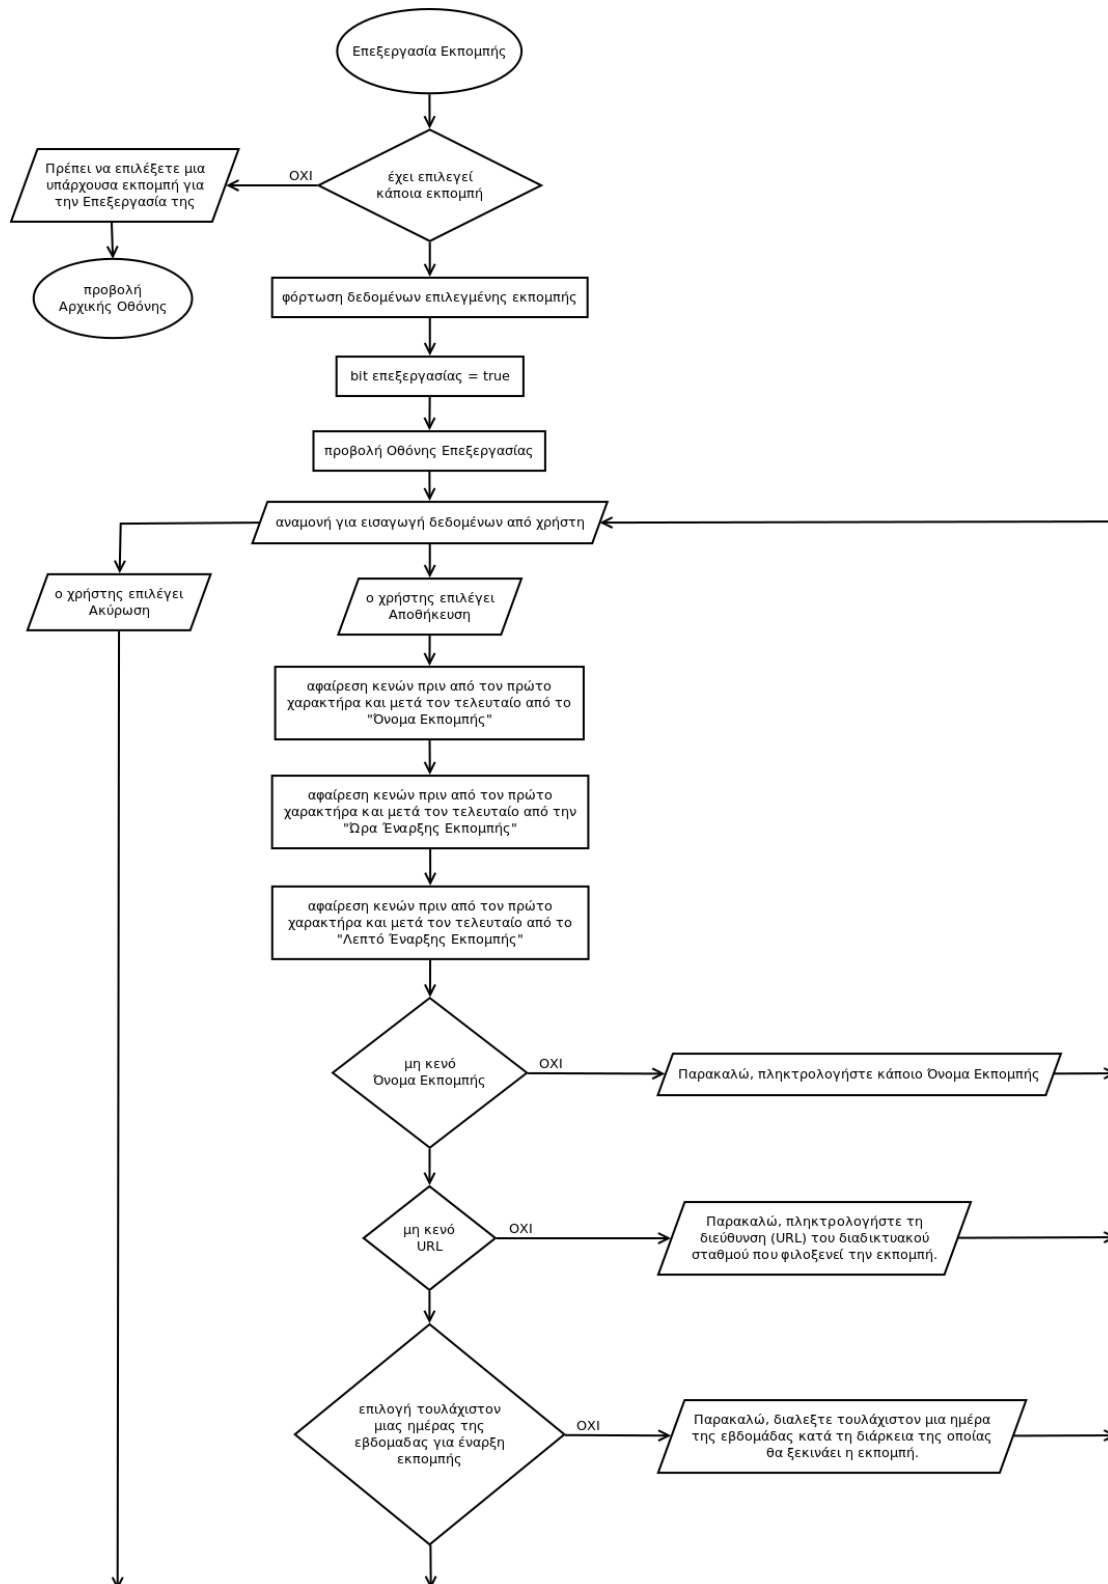 Επεξεργασία Εκπομπής
έχει επιλεγεί
κάποια εκπομπή
ΟΧΙ
Πρέπει να επιλέξετε μια
υπάρχουσα εκπομπή για
την Επεξεργασία της
προβολή
Αρχικής Οθόνης
φόρτωση δεδομένων επιλεγμένης εκπομπής
bit επεξεργασίας = true
προβολή Οθόνης Επεξεργασίας
αναμονή για εισαγωγή δεδομένων από χρήστη
ο χρήστης επιλέγει
Ακύρωση
ο χρήστης επιλέγει
Αποθήκευση
αφαίρεση κενών πριν από τον πρώτο
χαρακτήρα και μετά τον τελευταίο από το
"Όνομα Εκπομπής"
αφαίρεση κενών πριν από τον πρώτο
χαρακτήρα και μετά τον τελευταίο από την
"Ώρα Έναρξης Εκπομπής"
αφαίρεση κενών πριν από τον πρώτο
χαρακτήρα και μετά τον τελευταίο από το
"Λεπτό Έναρξης Εκπομπής"
μη κενό
Όνομα Εκπομπής
ΟΧΙ
Παρακαλώ, πληκτρολογήστε κάποιο Όνομα Εκπομπής
μη κενό
URL
ΟΧΙ
Παρακαλώ, πληκτρολογήστε τη
διεύθυνση (URL) του διαδικτυακού
σταθμού που φιλοξενεί την εκπομπή.
επιλογή τουλάχιστον
μιας ημέρας της
εβδομαδας για έναρξη
εκπομπής
ΟΧΙ
Παρακαλώ, διαλεξτε τουλάχιστον μια ημέρα
της εβδομάδας κατά τη διάρκεια της οποίας
θα ξεκινάει η εκπομπή.